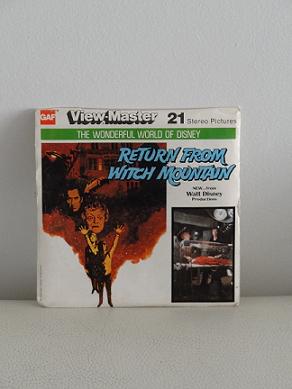 GAF View-Master 21 Stereo Pictures
THE WONDERFUL WORLD OF DISNEY
RETURN FROM
WITCH MOUNTAIN
NEW...from
Walt Disney
Productions